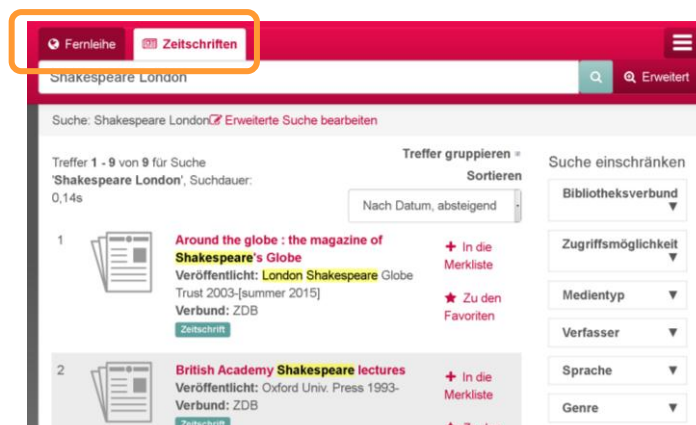 Fernleihe Zeitschriften
Shakespeare London
Erweitert
Suche: Shakespeare London Erweiterte Suche bearbeiten
Treffer 1 - 9 von 9 für Suche
'Shakespeare London', Suchdauer:
0,14s
Treffer gruppieren =
Sortieren
Nach Datum, absteigend
1
Around the globe : the magazine of
Shakespeare's Globe
Veröffentlicht: London Shakespeare Globe
Trust 2003-[summer 2015]
Verbund: ZDB
Zeitschrift
+ In die
Merkliste
Zu den
Favoriten
2
British Academy Shakespeare lectures
Veröffentlicht: Oxford Univ. Press 1993-
Verbund: ZDB
Zeitschrift
+ In die
Merkliste
Suche einschränken
Bibliotheksverbund
Zugriffsmöglichkeit
Medientyp
Verfasser
Sprache
Genre